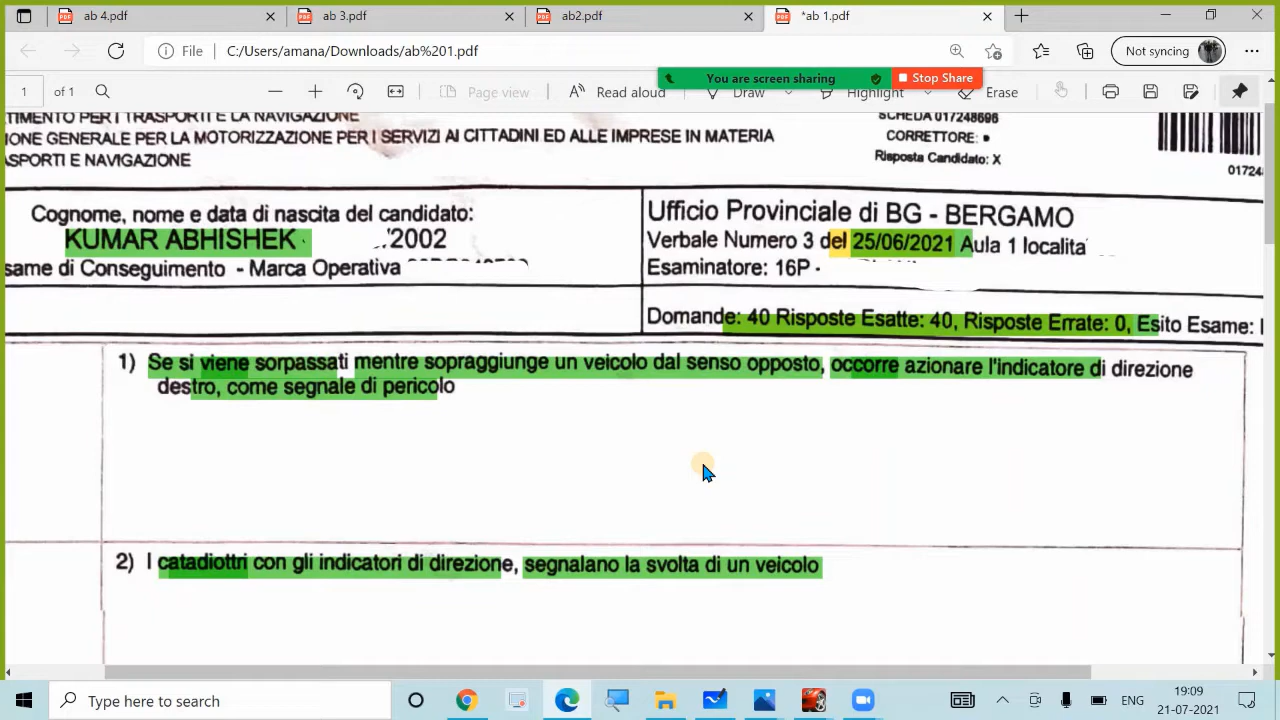 ab 4.pdf
ab 3.pdf
ab2.pdf
*ab 1.pdf
File
C:/Users/amana/Downloads/ab%201.pdf
Not syncing
You are screen sharing
Stop Share
1
of 1
Page view
Read aloud
Draw
Highlight
Erase
TIMENTO PER I TRASPORTI E LA NAVIGAZIONE
IONE GENERALE PER LA MOTORIZZAZIONE PER I SERVIZI AI CITTADINI ED ALLE IMPRESE IN MATERIA
ASPORTI E NAVIGAZIONE
SCHEDA 017248696
CORRETTORE: •
Risposta Candidato: X
01724
Cognome, nome e data di nascita del candidato:
KUMAR ABHISHEK
/2002
same di Conseguimento - Marca Operativa
Ufficio Provinciale di BG - BERGAMO
Verbale Numero 3 del 25/06/2021 Aula 1 localita'
Esaminatore: 16P -
Domande: 40 Risposte Esatte: 40, Risposte Errate: 0, Esito Esame:
1) Se si viene sorpassati mentre sopraggiunge un veicolo dal senso opposto, occorre azionare l'indicatore di direzione
destro, come segnale di pericolo
2) I catadiottri con gli indicatori di direzione, segnalano la svolta di un veicolo
Type here to search
ENG
19:09
21-07-2021